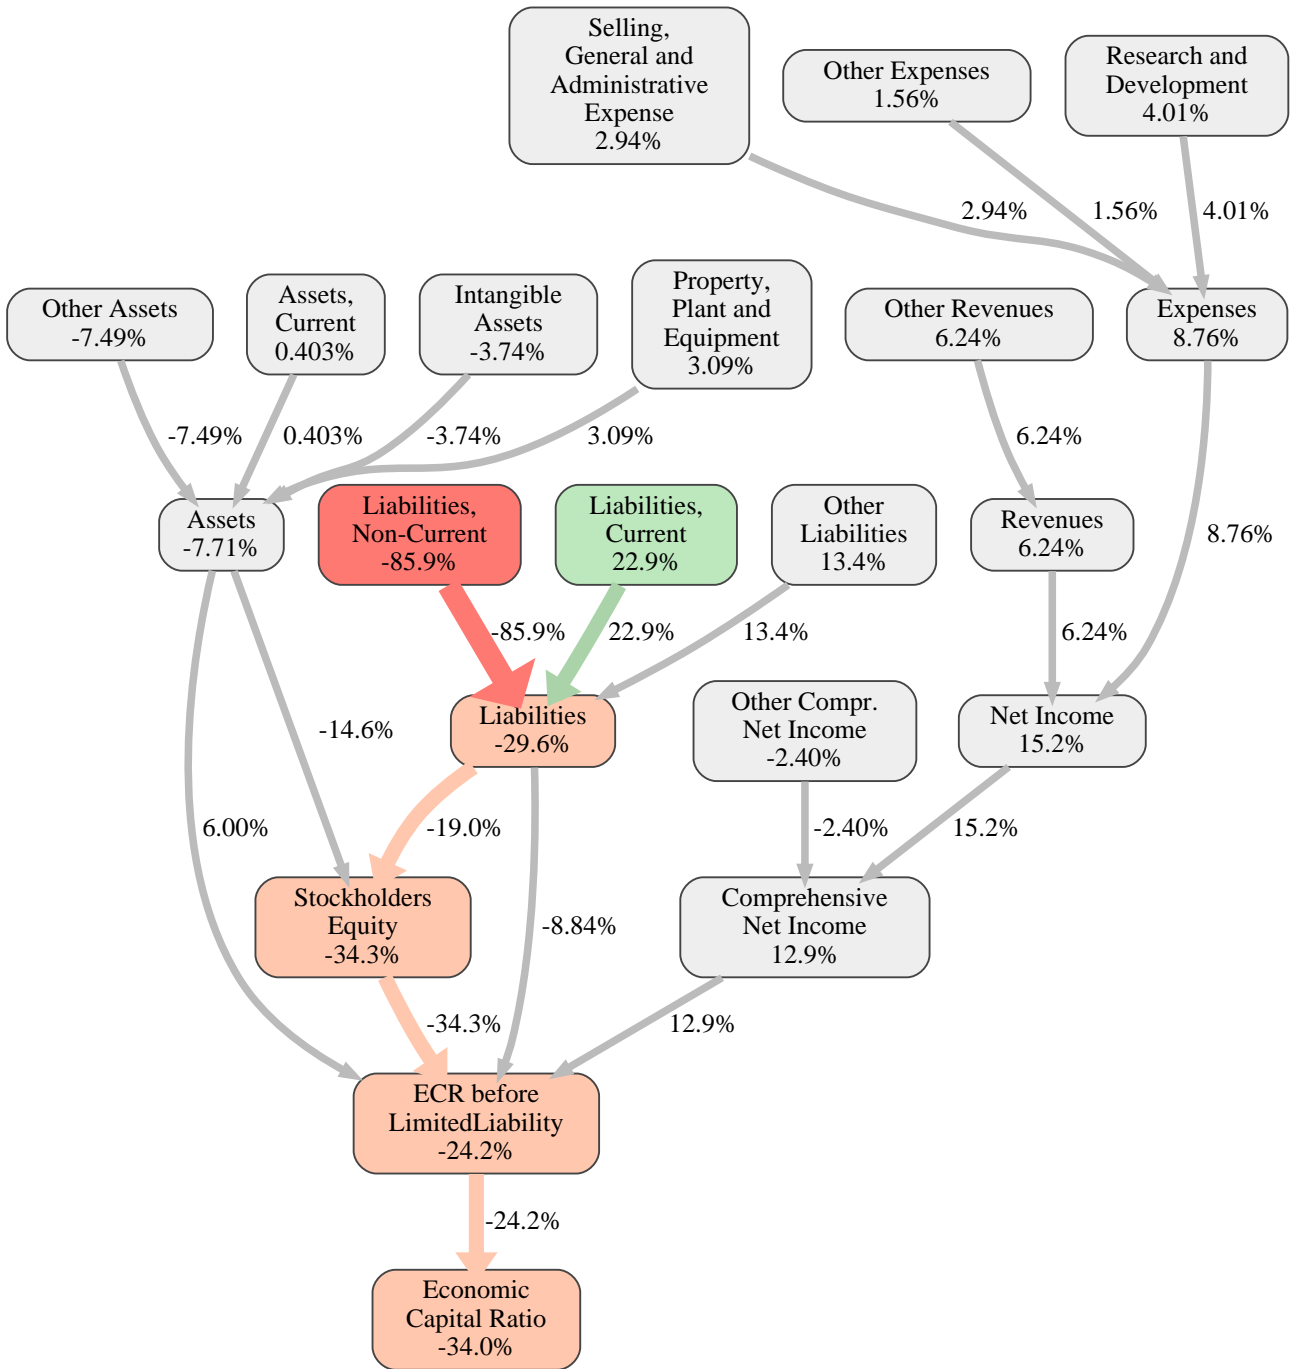 Selling,
General and
Administrative
Expense
2.94%
Other Expenses
1.56%
Research and
Development
4.01%
2.94%
1.56%
4.01%
Other Assets
-7.49%
Assets,
Current
0.403%
Intangible
Assets
-3.74%
Property,
Plant and
Equipment
3.09%
Other Revenues
6.24%
Expenses
8.76%
-7.49%
0.403%
-3.74%
3.09%
6.24%
8.76%
Assets
-7.71%
Liabilities,
Non-Current
-85.9%
Liabilities,
Current
22.9%
Other
Liabilities
13.4%
Revenues
6.24%
-85.9%
22.9%
13.4%
6.24%
Liabilities
-29.6%
Other Compr.
Net Income
-2.40%
Net Income
15.2%
-14.6%
6.00%
-19.0%
-2.40%
15.2%
Stockholders
Equity
-34.3%
-8.84%
Comprehensive
Net Income
12.9%
-34.3%
12.9%
ECR before
LimitedLiability
-24.2%
-24.2%
Economic
Capital Ratio
-34.0%